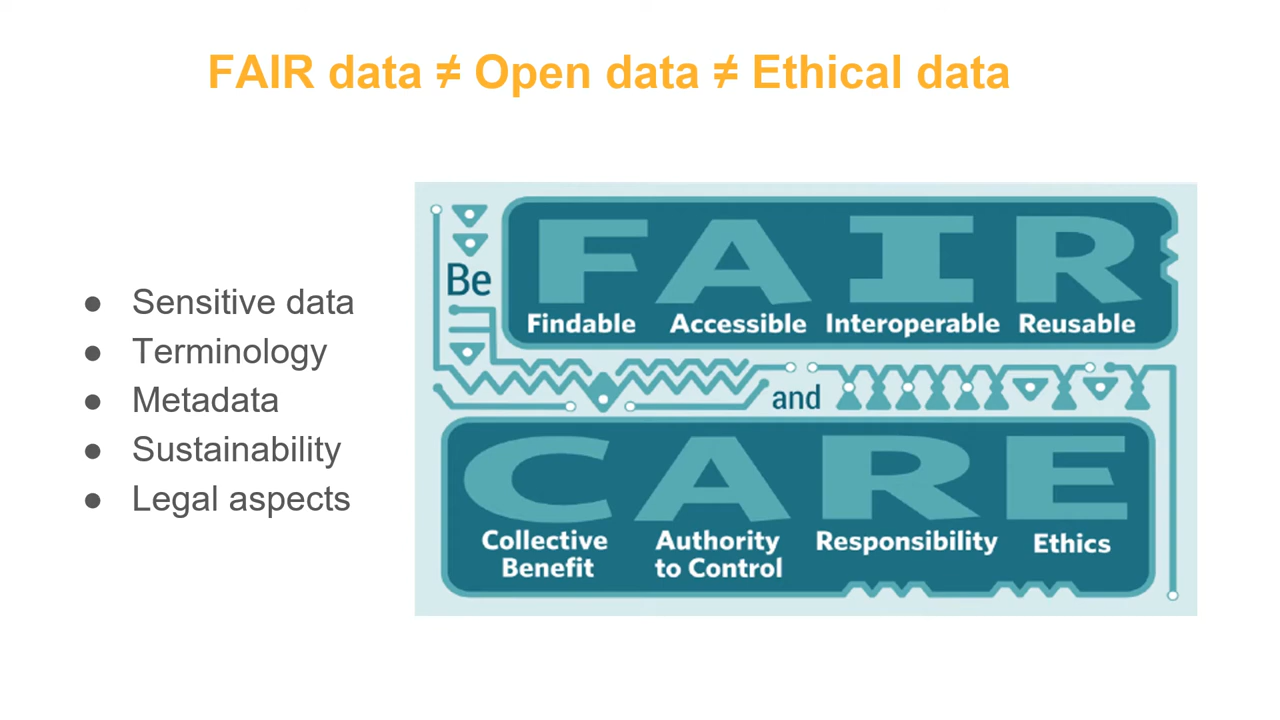 FAIR data ≠ Open data ≠ Ethical data
● Sensitive data
● Terminology
● Metadata
● Sustainability
● Legal aspects
Be
FAIR
Findable Accessible Interoperable Reusable
and
CARE
Collective Benefit
Authority to Control
Responsibility
Ethics